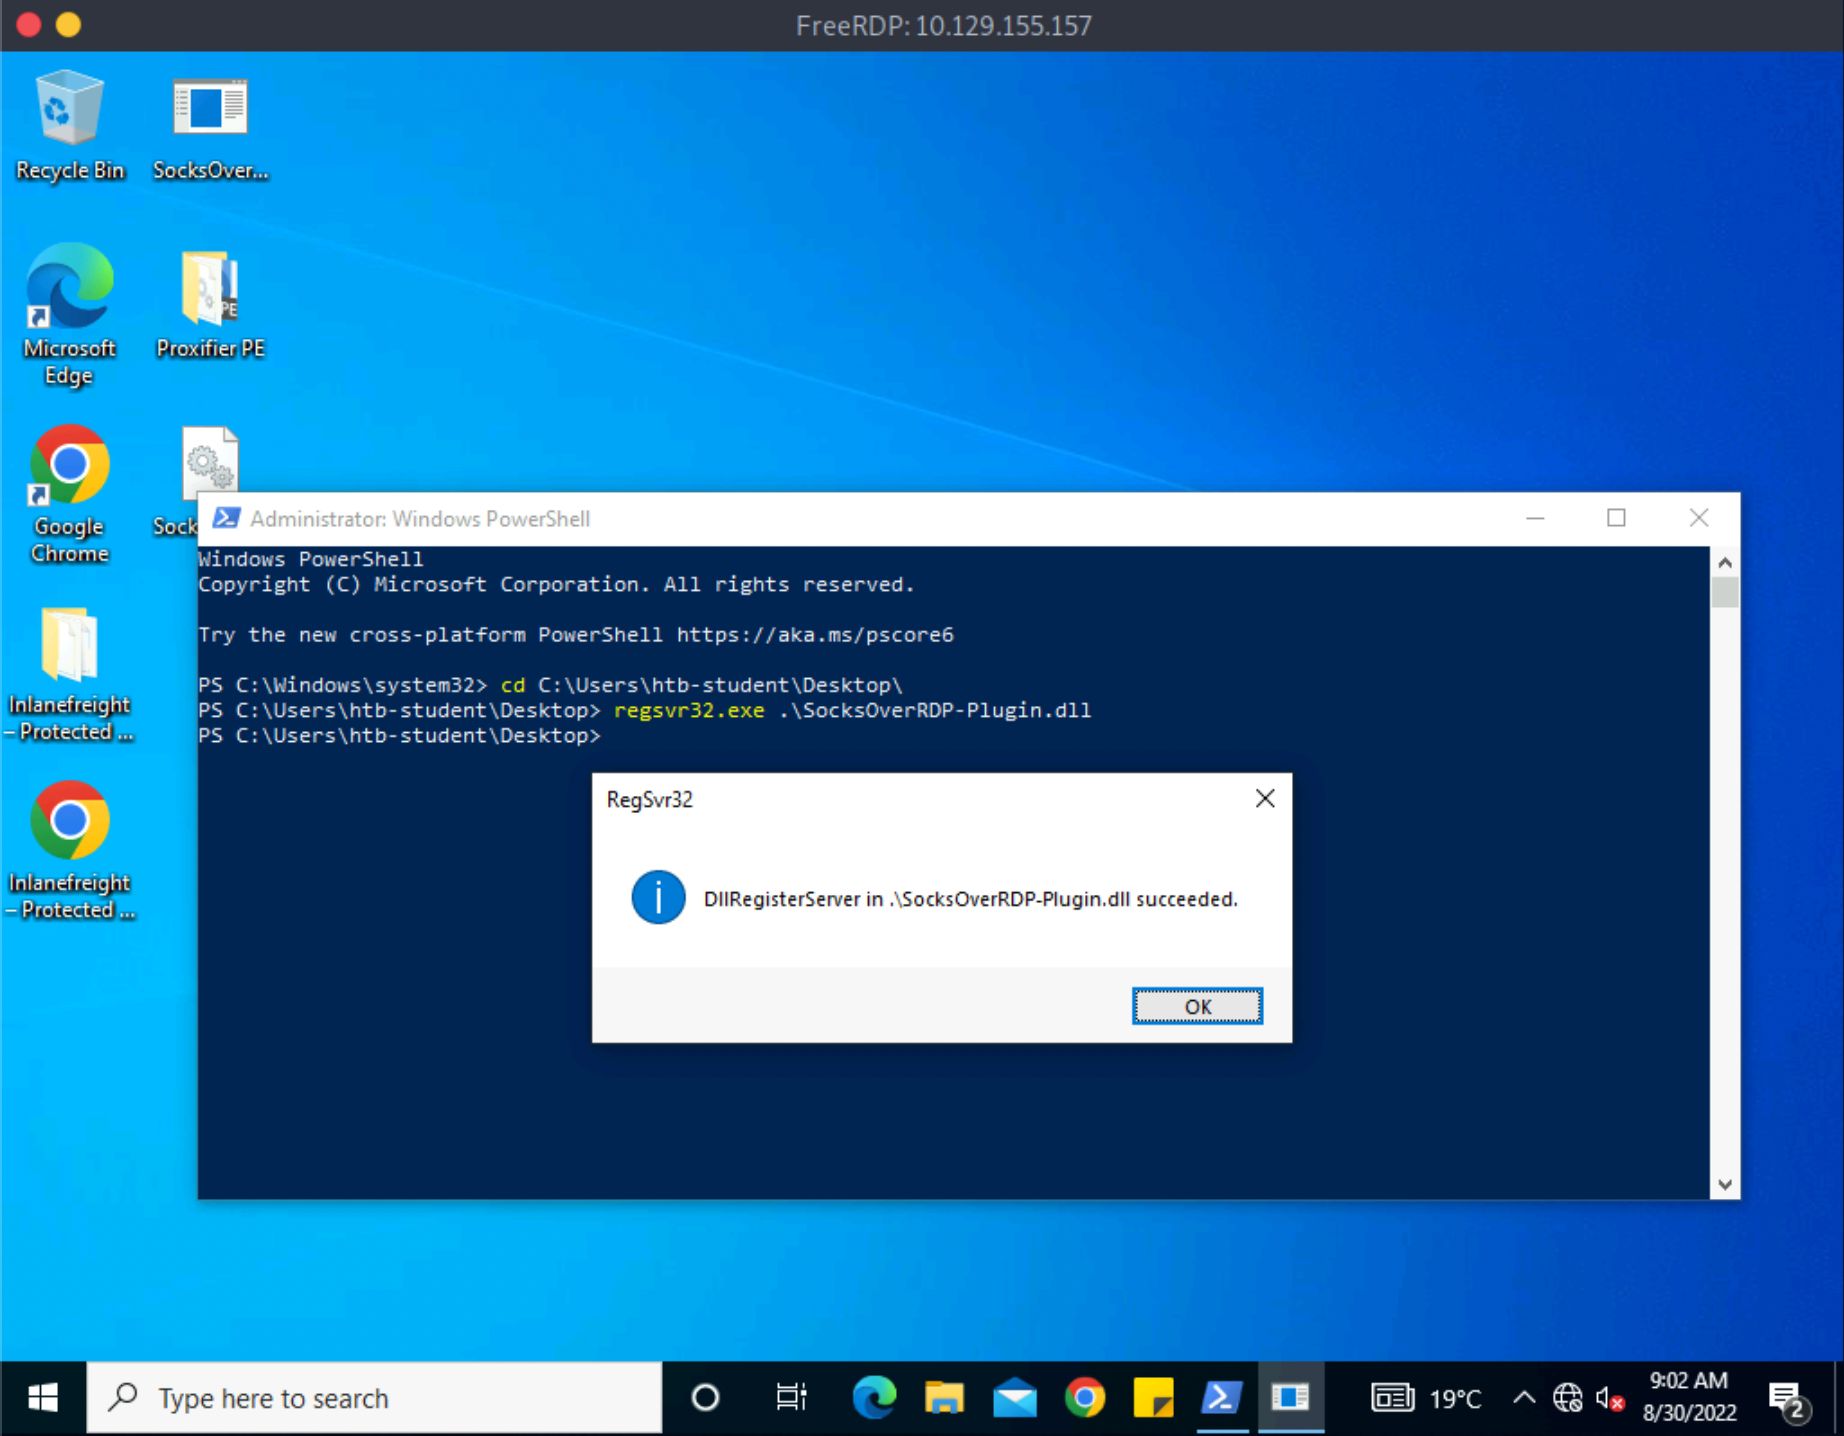 FreeRDP: 10.129.155.157
Recycle Bin
SocksOver...
Microsoft
Edge
Proxifier PE
PE
Google
Chrome
Sock
Inlanefreight
– Protected ...
Inlanefreight
– Protected ...
Administrator: Windows PowerShell
Windows PowerShell
Copyright (C) Microsoft Corporation. All rights reserved.
Try the new cross-platform PowerShell https://aka.ms/pscore6
PS C:\Windows\system32> cd C:\Users\htb-student\Desktop\
PS C:\Users\htb-student\Desktop> regsvr32.exe .\SocksOverRDP-Plugin.dll
PS C:\Users\htb-student\Desktop>
RegSvr32
DllRegisterServer in .\SocksOverRDP-Plugin.dll succeeded.
OK
Type here to search
19°C
9:02 AM
8/30/2022
2